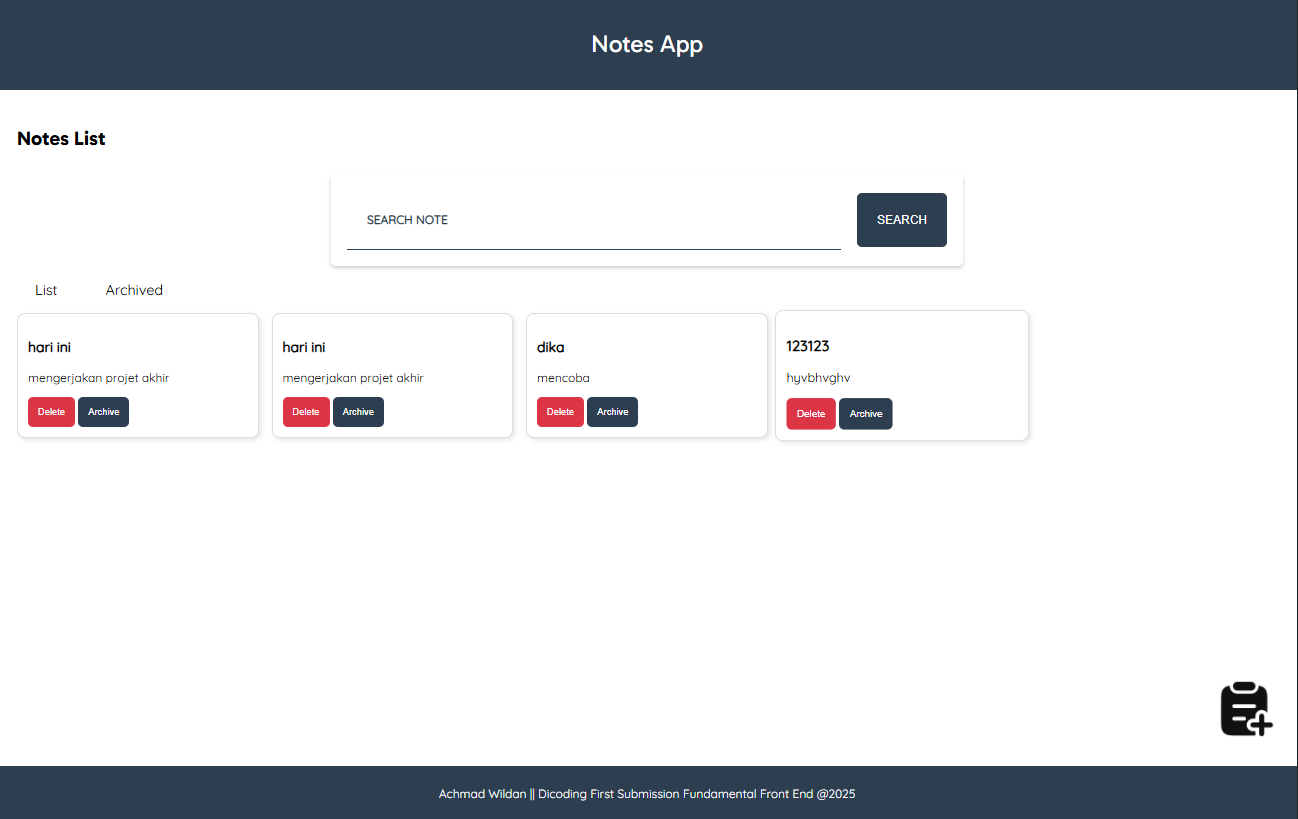 Notes App
Notes List
SEARCH NOTE
SEARCH
List
Archived
hari ini
mengerjakan projet akhir
Delete
Archive
hari ini
mengerjakan projet akhir
Delete
Archive
dika
mencoba
Delete
Archive
123123
hyvbhvghv
Delete
Archive
Achmad Wildan || Dicoding First Submission Fundamental Front End @2025